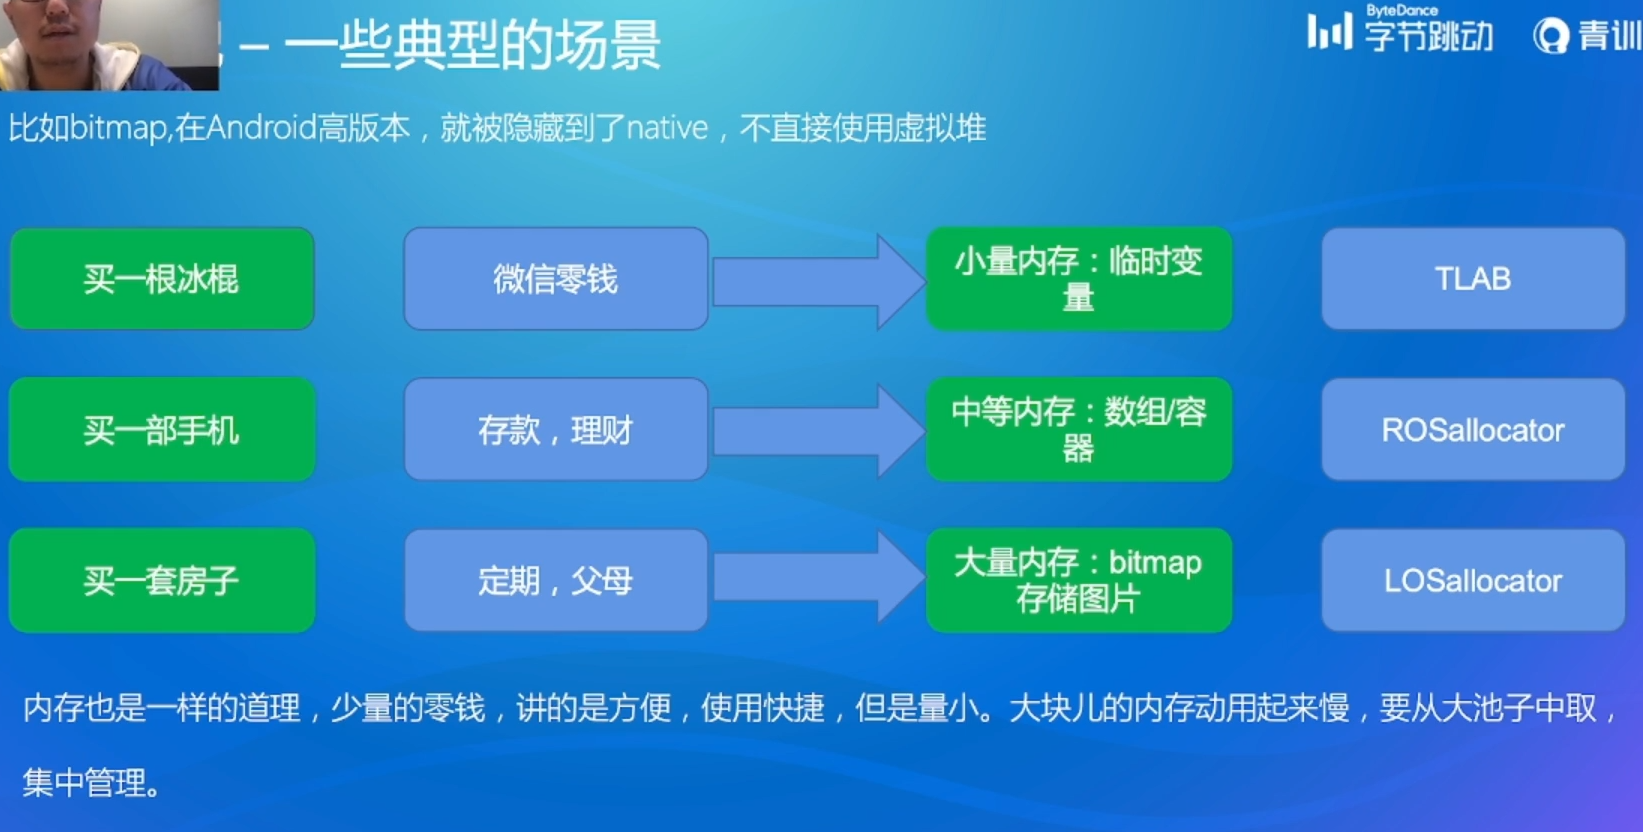 – 一些典型的场景
ByteDance
字节跳动
青训
比如bitmap,在Android高版本，就被隐藏到了native，不直接使用虚拟堆
买一根冰棍
微信零钱
小量内存：临时变
量
TLAB
买一部手机
存款，理财
中等内存：数组/容
器
ROSallocator
买一套房子
定期，父母
大量内存：bitmap
存储图片
LOSallocator
内存也是一样的道理，少量的零钱，讲的是方便，使用快捷，但是量小。大块儿的内存动用起来慢，要从大池子中取，
集中管理。